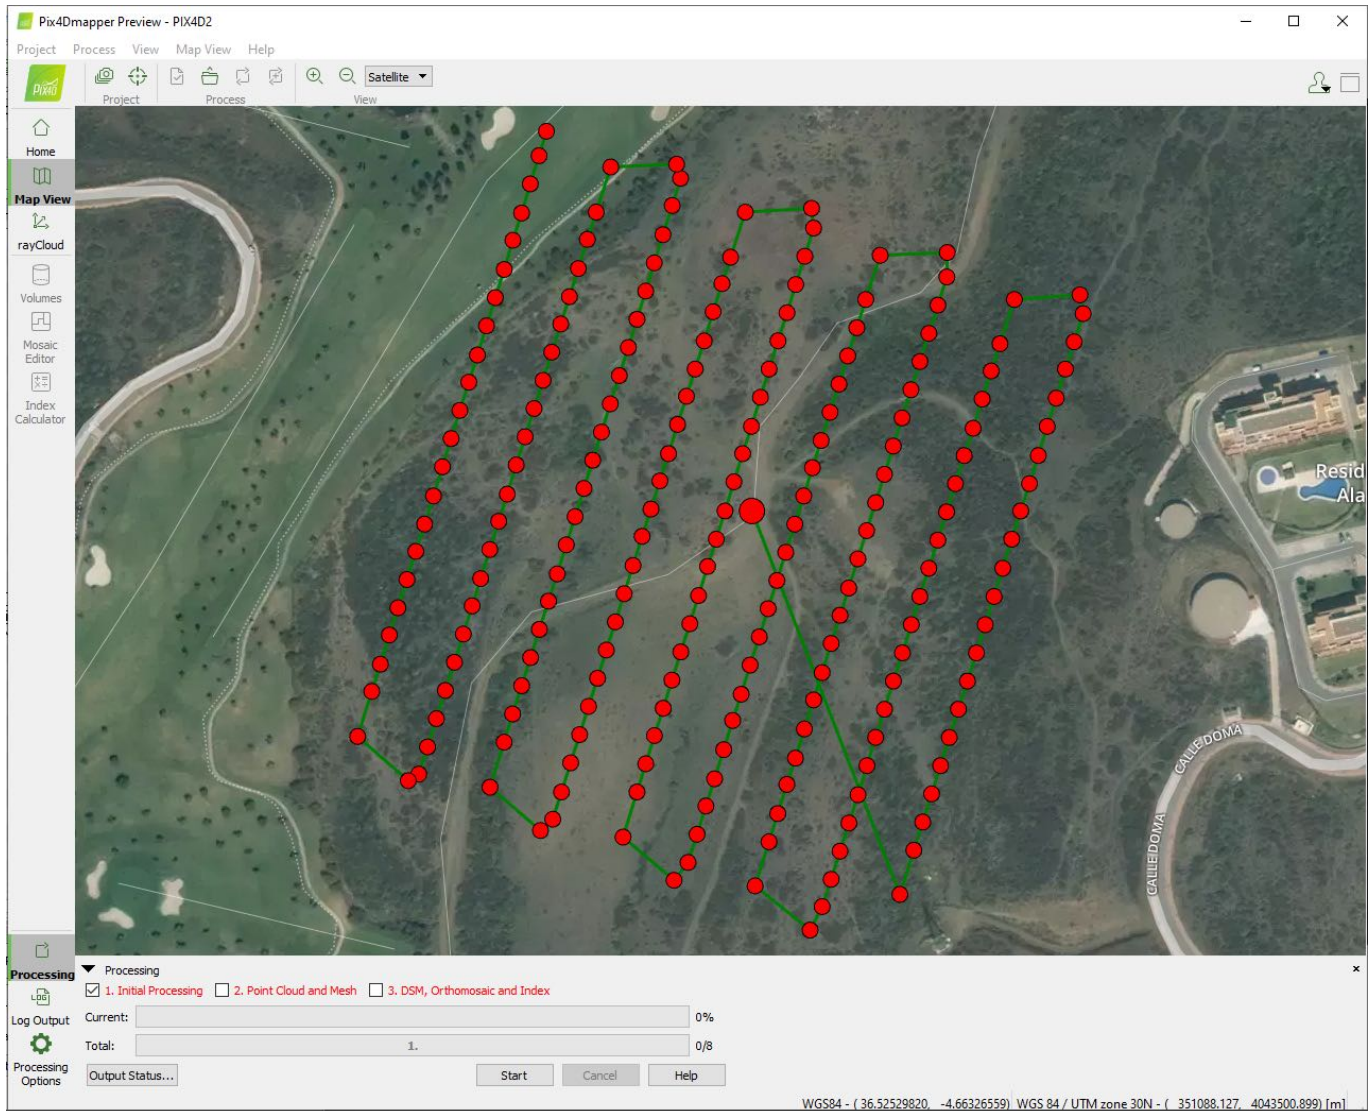 Pix4Dmapper Preview - PIX4D2
Project Process View Map View Help
PIX4D
Satellite
Project Process View
Home
Map View
rayCloud
Volumes
Mosaic
Editor
Index
Calculator
Resid
Ala
CALLE DOMA
CALLE DOMA
Processing
Log Output
Processing
Options
Processing
1. Initial Processing 2. Point Cloud and Mesh 3. DSM, Orthomosaic and Index
Current: 0%
Total: 1. 0/8
Output Status... Start Cancel Help
WGS84 - ( 36.52529820, -4.66326559) WGS 84 / UTM zone 30N - ( 351088.127, 4043500.899) [m]